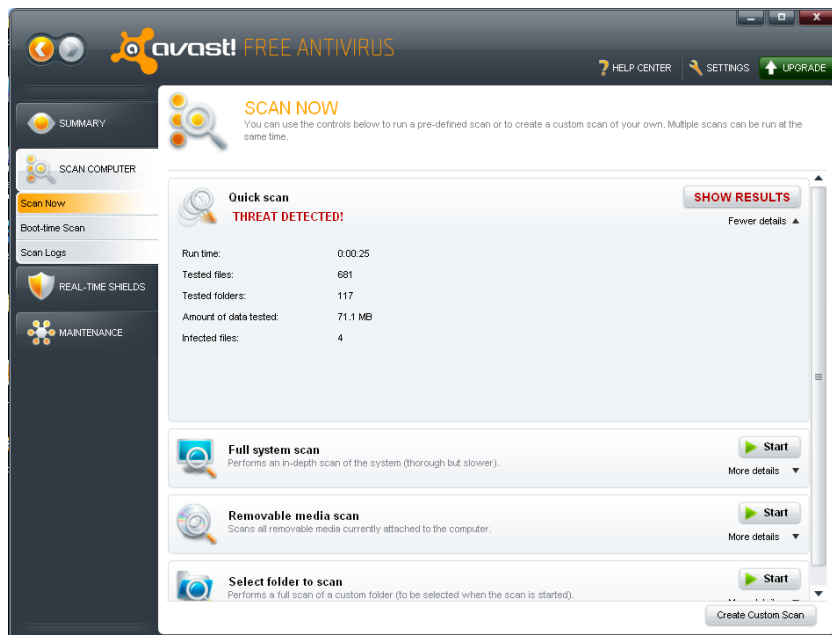 avast! FREE ANTIVIRUS
HELP CENTER
SETTINGS
UPGRADE
SUMMARY
SCAN COMPUTER
Scan Now
Boot-time Scan
Scan Logs
REAL-TIME SHIELDS
MAINTENANCE
SCAN NOW
You can use the controls below to run a pre-defined scan or to create a custom scan of your own. Multiple scans can be run at the
same time.
Quick scan
THREAT DETECTED!
SHOW RESULTS
Fewer details
Run time: 0:00:25
Tested files: 681
Tested folders: 117
Amount of data tested: 71.1 MB
Infected files: 4
Full system scan
Performs an in-depth scan of the system (thorough but slower).
Start
More details
Removable media scan
Scans all removable media currently attached to the computer.
Start
More details
Select folder to scan
Performs a full scan of a custom folder (to be selected when the scan is started).
Start
Create Custom Scan